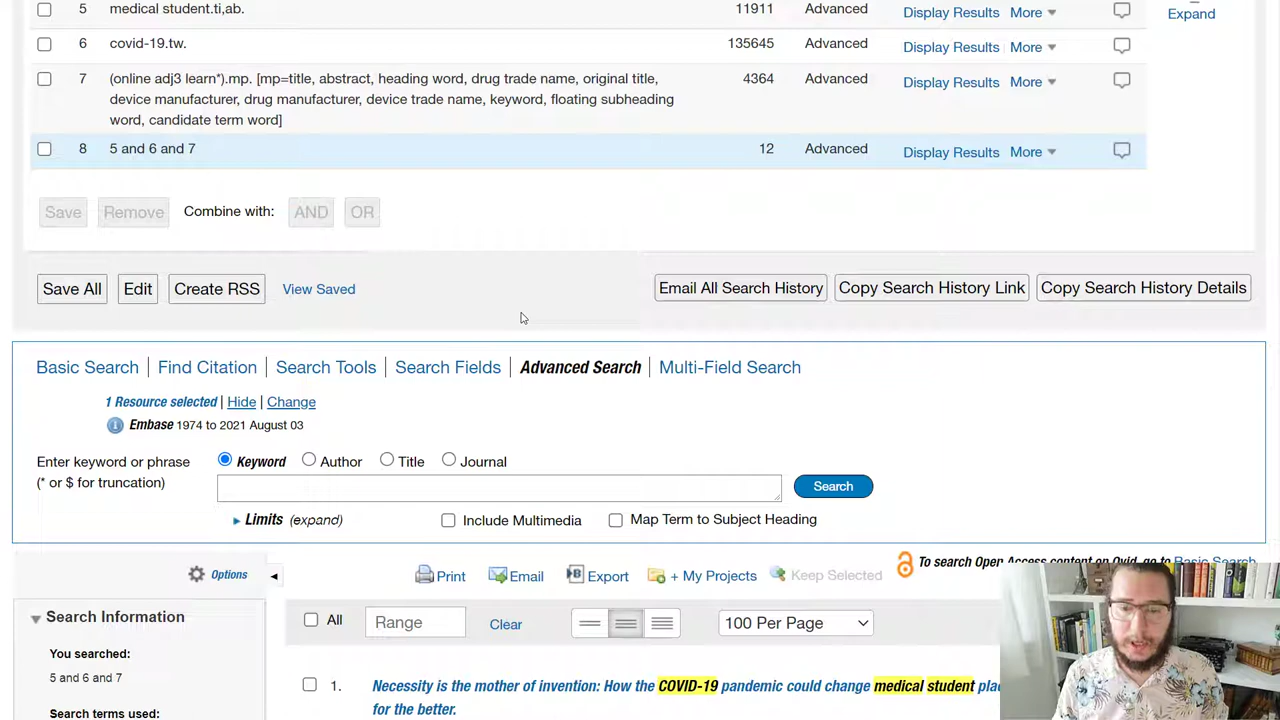 5 medical student.ti,ab. 11911 Advanced Display Results More
Expand
6 covid-19.tw. 135645 Advanced Display Results More
7 (online adj3 learn*).mp. [mp=title, abstract, heading word, drug trade name, original title, 4364 Advanced Display Results More
device manufacturer, drug manufacturer, device trade name, keyword, floating subheading
word, candidate term word]
8 5 and 6 and 7 12 Advanced Display Results More
Save Remove Combine with: AND OR
Save All Edit Create RSS View Saved Email All Search History Copy Search History Link Copy Search History Details
Basic Search | Find Citation | Search Tools | Search Fields | Advanced Search | Multi-Field Search
1 Resource selected | Hide | Change
Embase 1974 to 2021 August 03
Enter keyword or phrase
(* or $ for truncation)
Keyword Author Title Journal
Search
Limits (expand) Include Multimedia Map Term to Subject Heading
To search Open Access content on Ovid, go to Basic Search
Options Print Email Export + My Projects Keep Selected
Search Information
All Range Clear 100 Per Page
You searched:
5 and 6 and 7
Search terms used:
1. Necessity is the mother of invention: How the COVID-19 pandemic could change medical student
for the better.